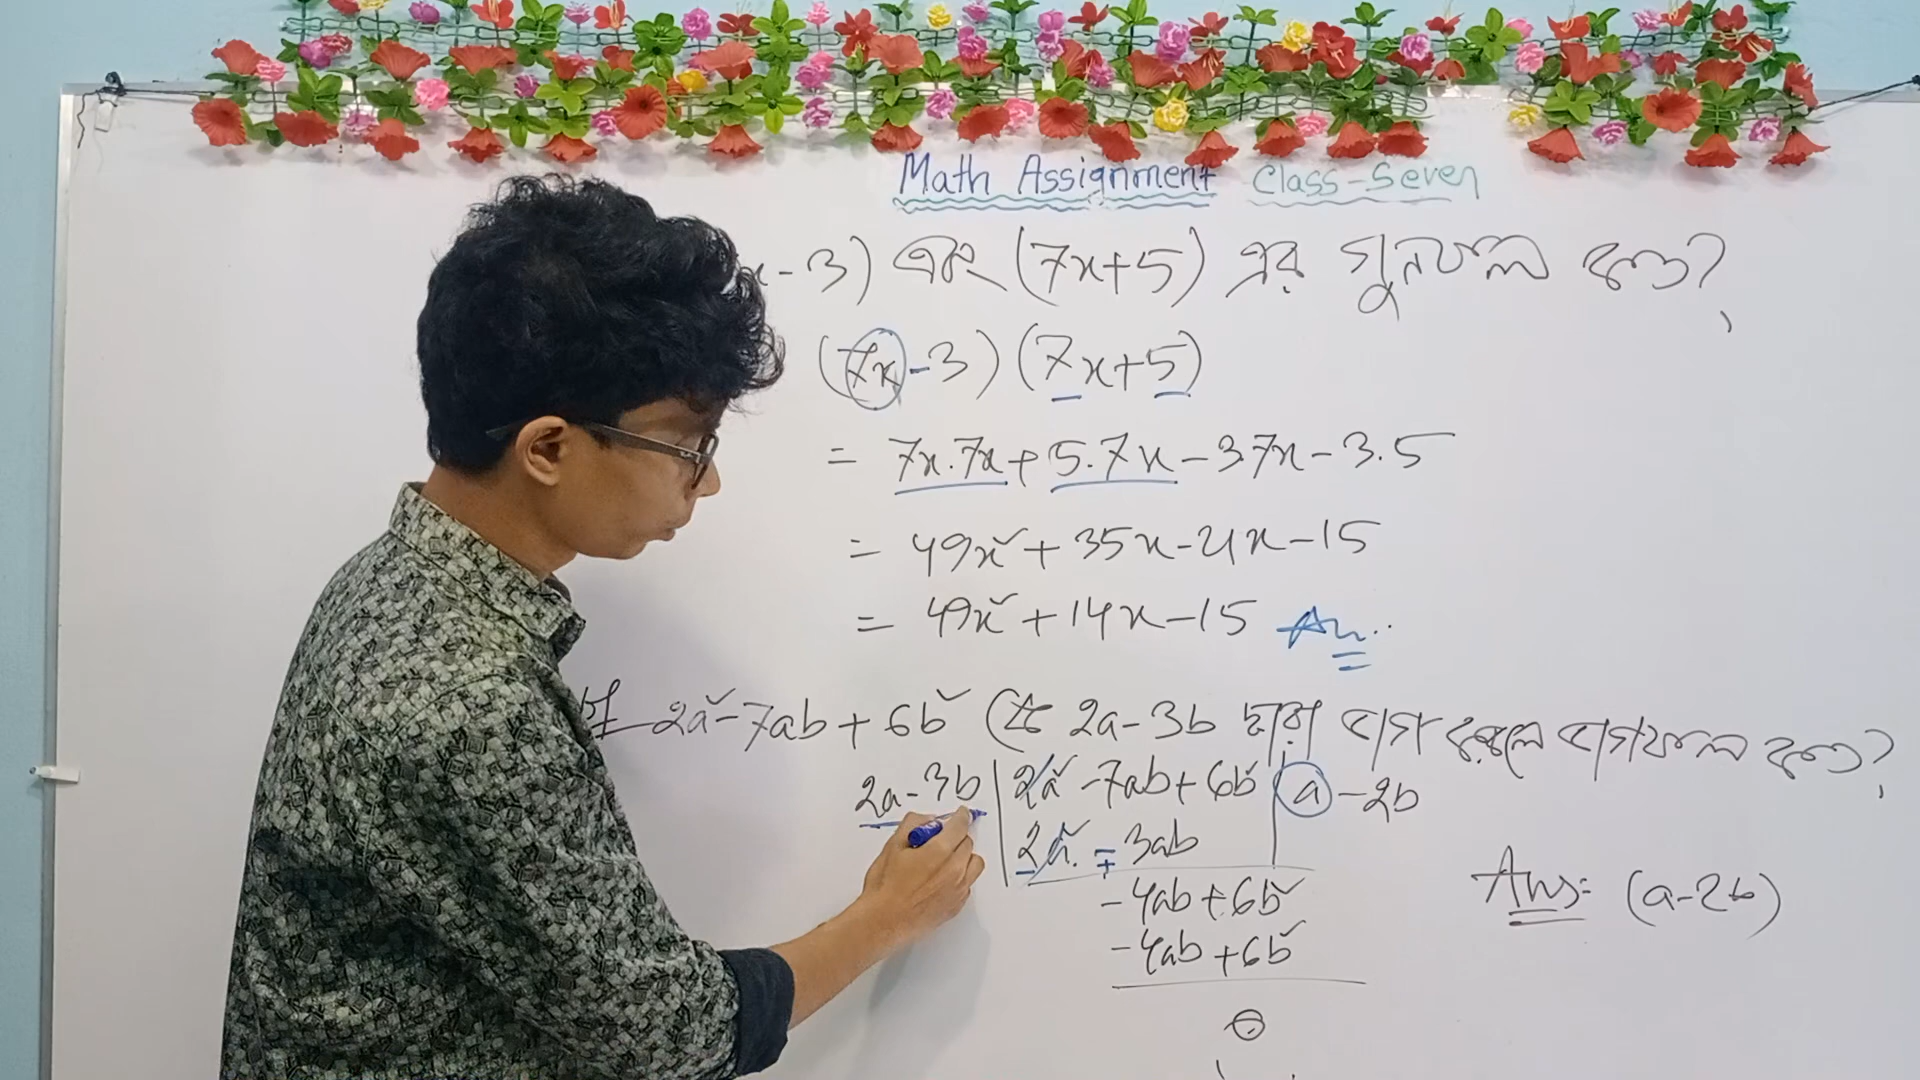 Math Assignment Class-Seven
x-3) এবং (7x+5) এর গুনফল কত?
(7x-3) (7x+5)
= 7x.7x+5.7x-3.7x-3.5
= 49x²+35x-21x-15
= 49x²+14x-15 Ans..
2a²-7ab+6b² কে 2a-3b দ্বারা ভাগ করলে ভাগফল কত?
2a-3b | 2a²-7ab+6b² | a-2b
2a² - 3ab
+
-4ab+6b²
Ans: (a-2b)
-4ab+6b²
0